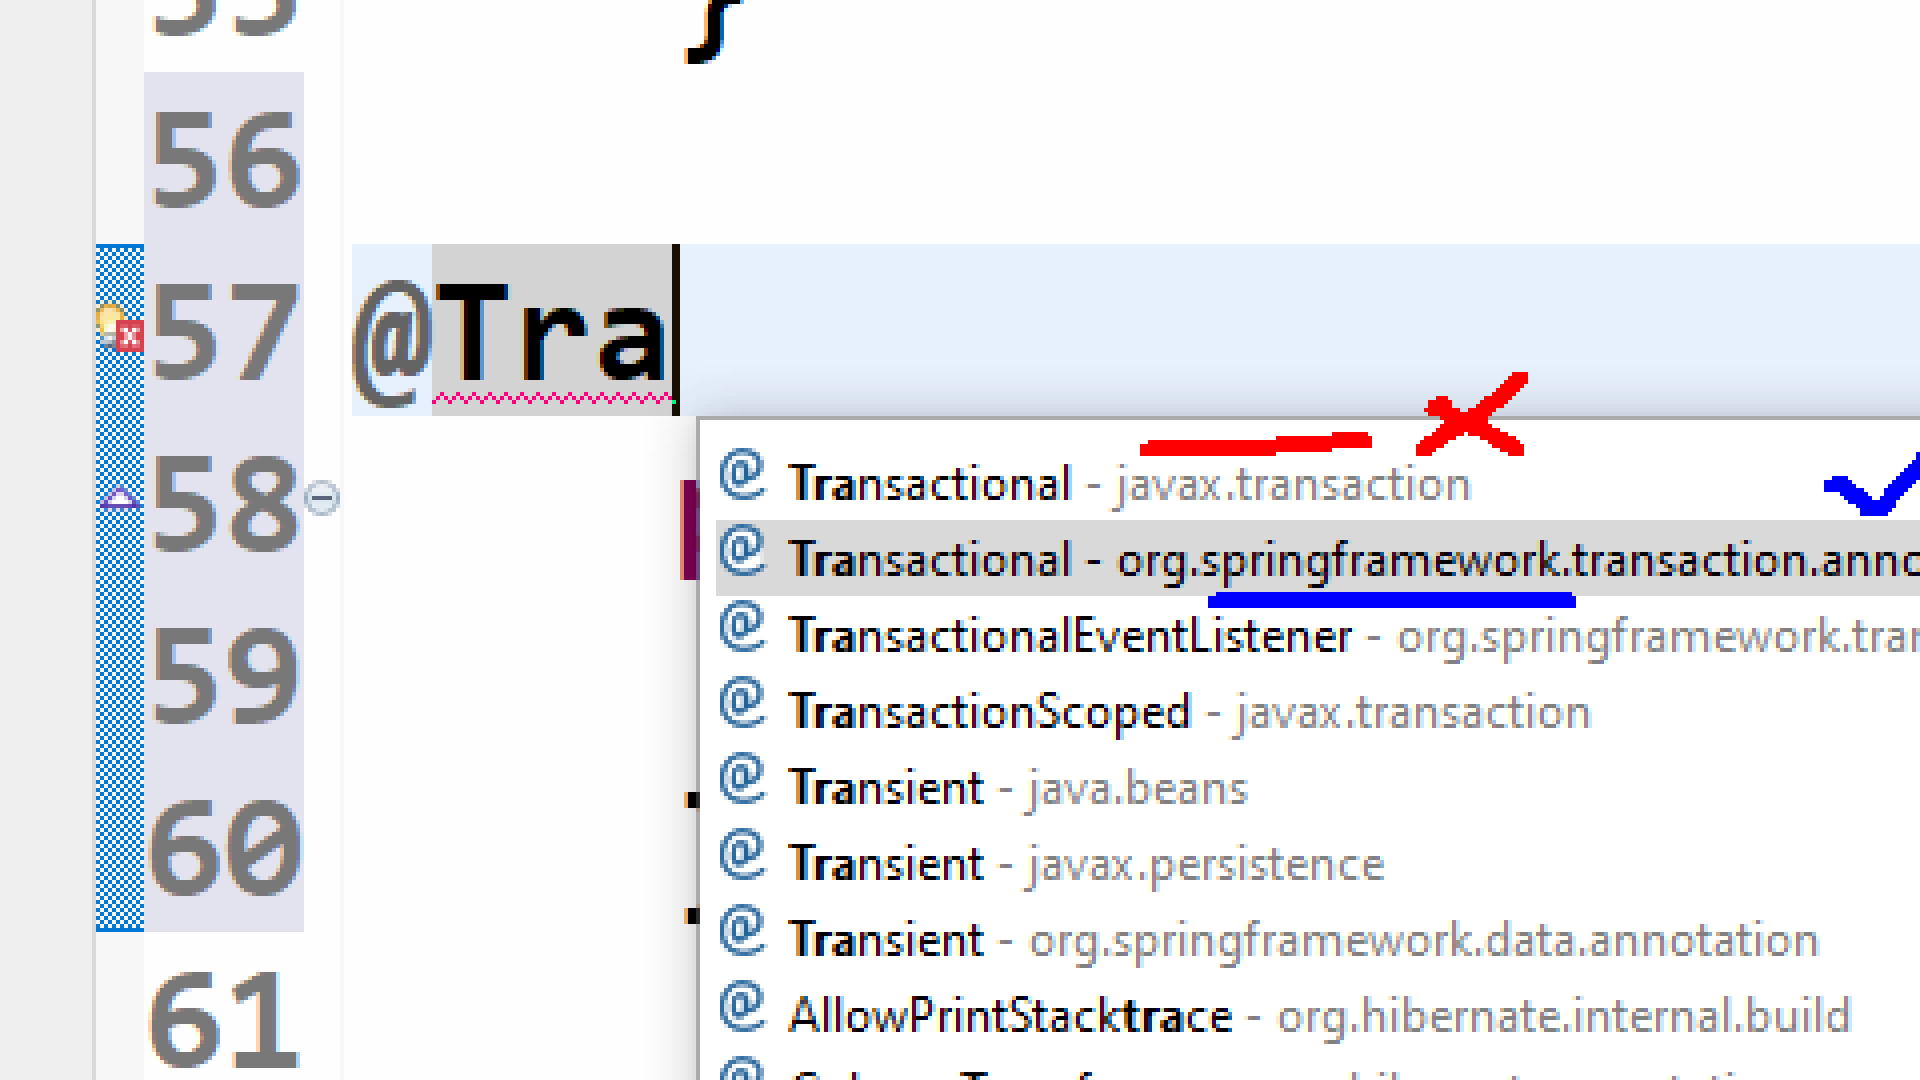 }
56
57 @Tra
Transactional - javax.transaction
58
Transactional - org.springframework.transaction.anno
TransactionalEventListener - org.springframework.tra
59
TransactionScoped - javax.transaction
Transient - java.beans
60
Transient - javax.persistence
Transient - org.springframework.data.annotation
61
AllowPrintStacktrace - org.hibernate.internal.build